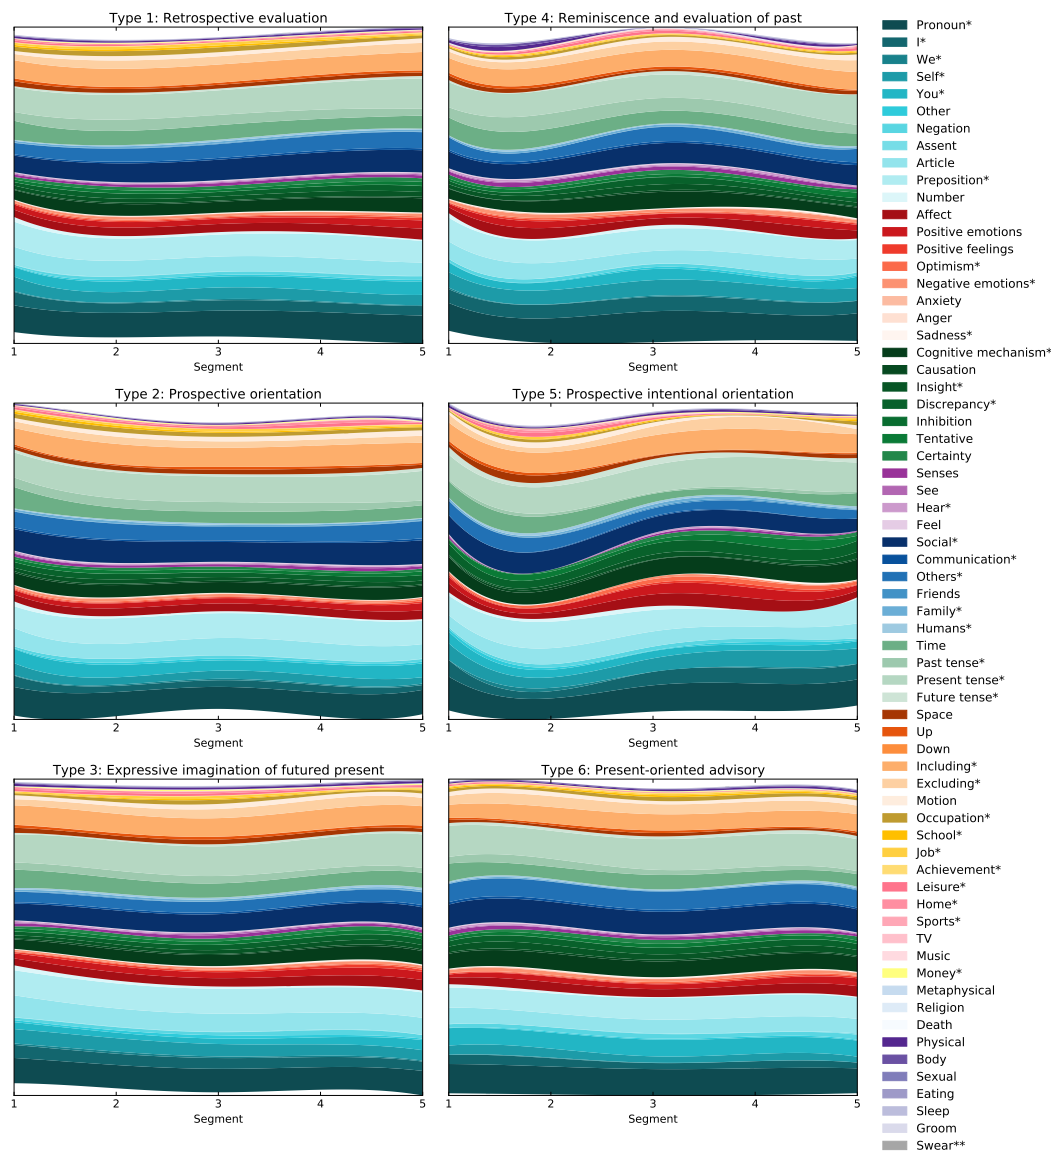 Type 1: Retrospective evaluation
1 2 3 4 5
Segment
Type 4: Reminiscence and evaluation of past
1 2 3 4 5
Segment
Type 2: Prospective orientation
1 2 3 4 5
Segment
Type 5: Prospective intentional orientation
1 2 3 4 5
Segment
Type 3: Expressive imagination of futured present
1 2 3 4 5
Segment
Type 6: Present-oriented advisory
1 2 3 4 5
Segment
Pronoun*
I*
We*
Self*
You*
Other
Negation
Assent
Article
Preposition*
Number
Affect
Positive emotions
Positive feelings
Optimism*
Negative emotions*
Anxiety
Anger
Sadness*
Cognitive mechanism*
Causation
Insight*
Discrepancy*
Inhibition
Tentative
Certainty
Senses
See
Hear*
Feel
Social*
Communication*
Others*
Friends
Family*
Humans*
Time
Past tense*
Present tense*
Future tense*
Space
Up
Down
Including*
Excluding*
Motion
Occupation*
School*
Job*
Achievement*
Leisure*
Home*
Sports*
TV
Music
Money*
Metaphysical
Religion
Death
Physical
Body
Sexual
Eating
Sleep
Groom
Swear**